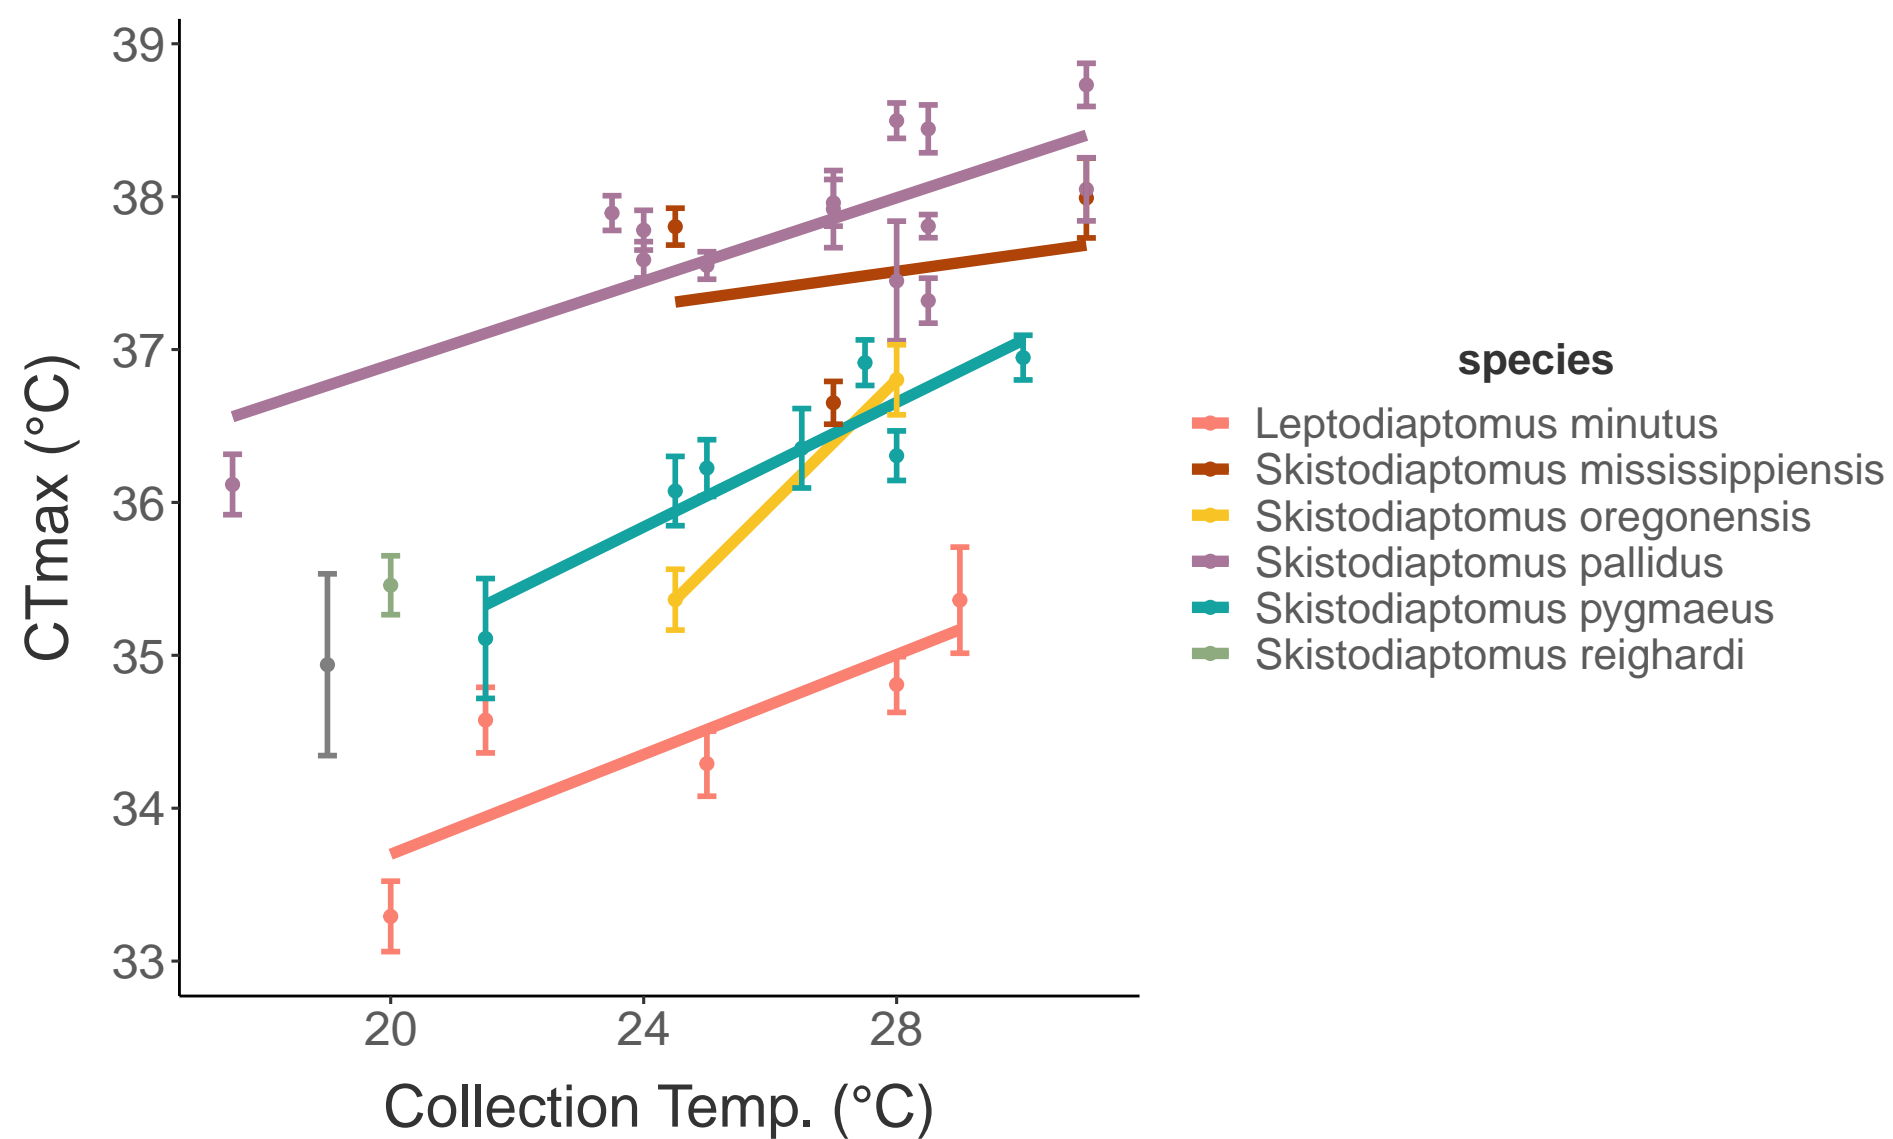 39
38
37
36
35
34
33
CTmax (°C)
20 24 28
Collection Temp. (°C)
species
Leptodiaptomus minutus
Skistodiaptomus mississippiensis
Skistodiaptomus oregonensis
Skistodiaptomus pallidus
Skistodiaptomus pygmaeus
Skistodiaptomus reighardi